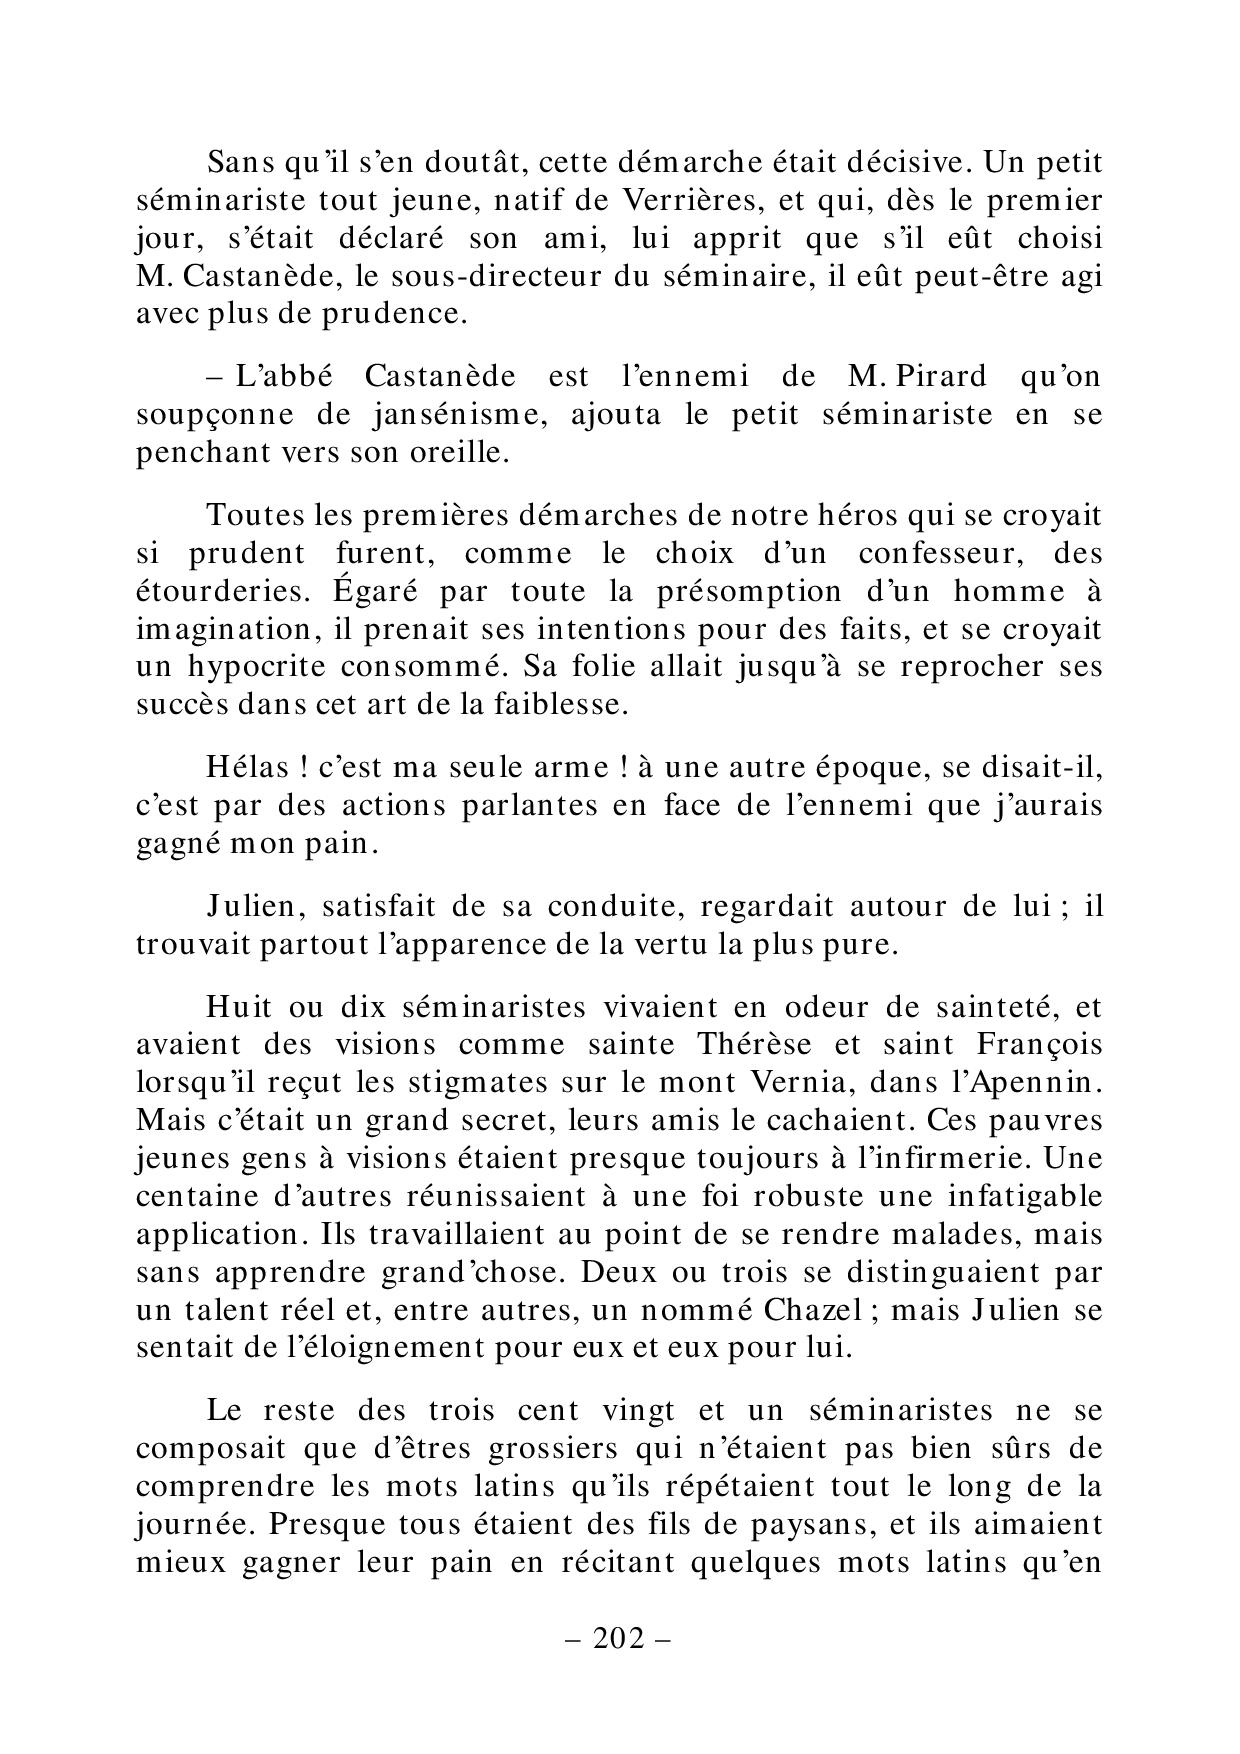 Sans qu’il s’en doutât, cette démarche était décisive. Un petit
séminariste tout jeune, natif de Verrières, et qui, dès le premier
jour, s’était déclaré son ami, lui apprit que s’il eût choisi
M. Castanède, le sous-directeur du séminaire, il eût peut-être agi
avec plus de prudence.
– L’abbé Castanède est l’ennemi de M. Pirard qu’on
soupçonne de jansénisme, ajouta le petit séminariste en se
penchant vers son oreille.
Toutes les premières démarches de notre héros qui se croyait
si prudent furent, comme le choix d’un confesseur, des
étourderies. Égaré par toute la présomption d’un homme à
imagination, il prenait ses intentions pour des faits, et se croyait
un hypocrite consommé. Sa folie allait jusqu’à se reprocher ses
succès dans cet art de la faiblesse.
Hélas ! c’est ma seule arme ! à une autre époque, se disait-il,
c’est par des actions parlantes en face de l’ennemi que j’aurais
gagné mon pain.
Julien, satisfait de sa conduite, regardait autour de lui ; il
trouvait partout l’apparence de la vertu la plus pure.
Huit ou dix séminaristes vivaient en odeur de sainteté, et
avaient des visions comme sainte Thérèse et saint François
lorsqu’il reçut les stigmates sur le mont Vernia, dans l’Apennin.
Mais c’était un grand secret, leurs amis le cachaient. Ces pauvres
jeunes gens à visions étaient presque toujours à l’infirmerie. Une
centaine d’autres réunissaient à une foi robuste une infatigable
application. Ils travaillaient au point de se rendre malades, mais
sans apprendre grand’chose. Deux ou trois se distinguaient par
un talent réel et, entre autres, un nommé Chazel ; mais Julien se
sentait de l’éloignement pour eux et eux pour lui.
Le reste des trois cent vingt et un séminaristes ne se
composait que d’êtres grossiers qui n’étaient pas bien sûrs de
comprendre les mots latins qu’ils répétaient tout le long de la
journée. Presque tous étaient des fils de paysans, et ils aimaient
mieux gagner leur pain en récitant quelques mots latins qu’en
– 202 –